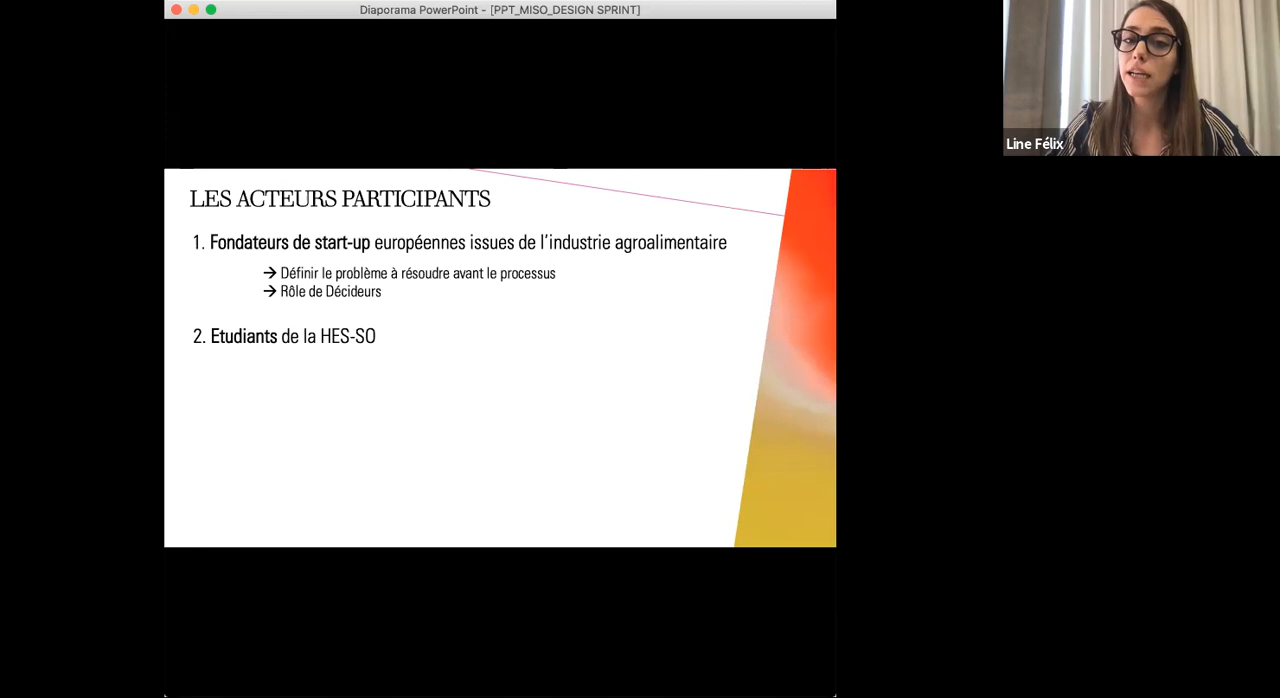 Diaporama PowerPoint - [PPT_MISO_DESIGN SPRINT]
Line Félix
LES ACTEURS PARTICIPANTS
1. Fondateurs de start-up européennes issues de l’industrie agroalimentaire
→ Définir le problème à résoudre avant le processus
→ Rôle de Décideurs
2. Etudiants de la HES-SO